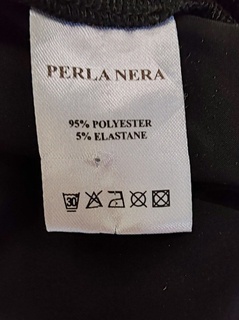 PERLA NERA
95% POLYESTER
5% ELASTANE
30